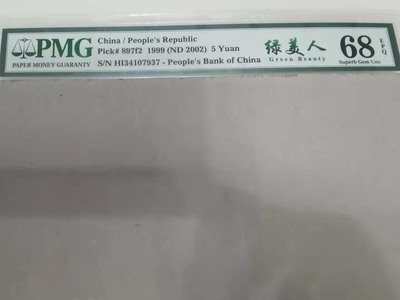 PMG
PAPER MONEY GUARANTY
China / People's Republic
Pick# 897f2 1999 (ND 2002) 5 Yuan
S/N HI34107937 - People's Bank of China
绿美人
Green Beauty
68 EPQ
Superb Gem Unc